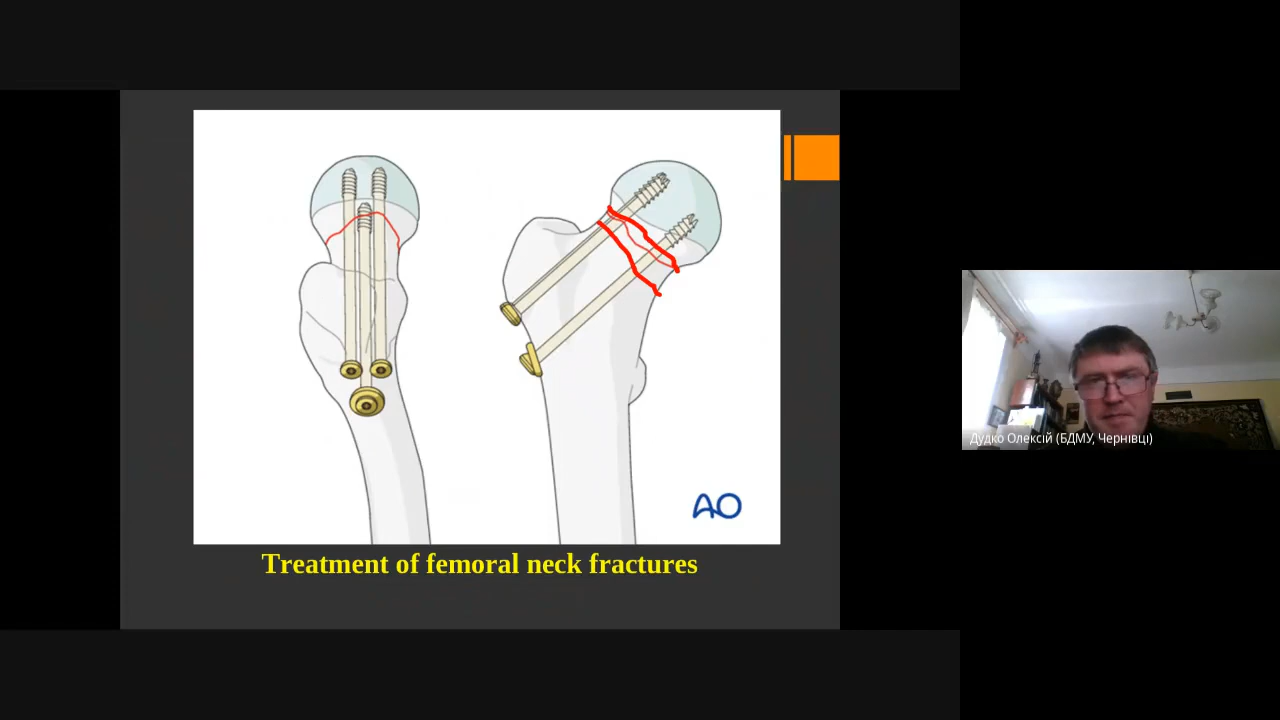 AO
Treatment of femoral neck fractures
Дудко Олексій (БДМУ, Чернівці)